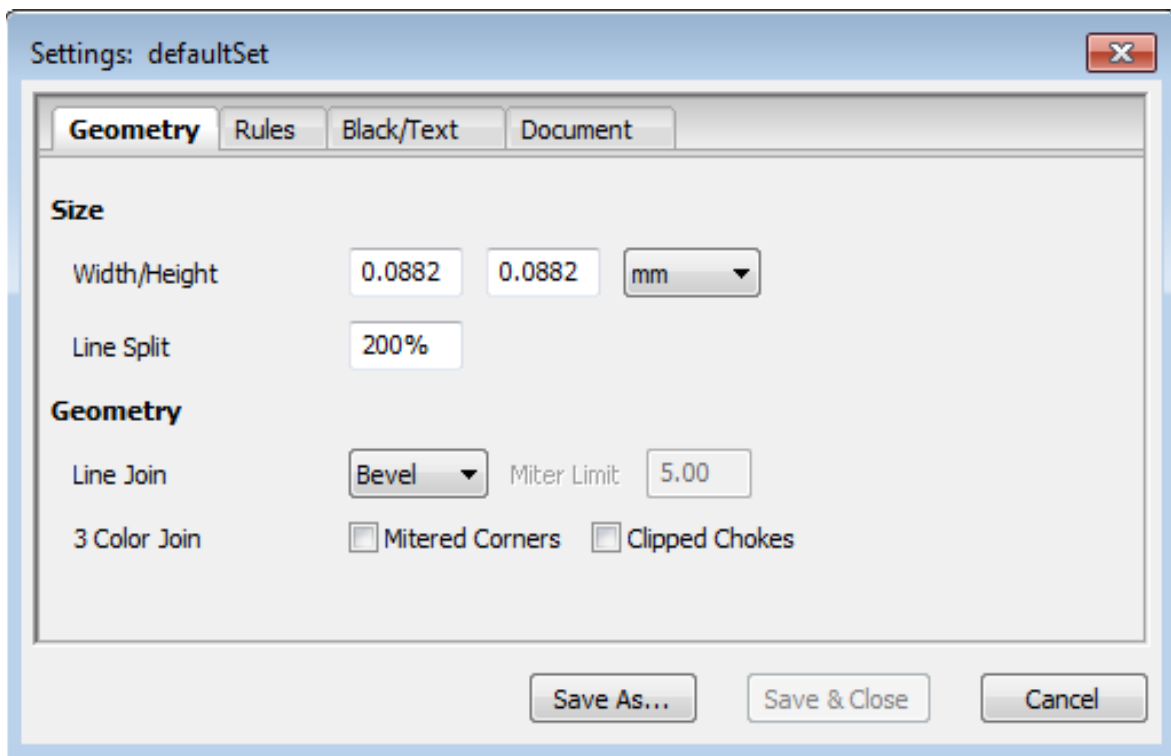 Settings: defaultSet
Geometry Rules Black/Text Document
Size
Width/Height 0.0882 0.0882 mm
Line Split 200%
Geometry
Line Join Bevel Miter Limit 5.00
3 Color Join Mitered Corners Clipped Chokes
Save As... Save & Close Cancel